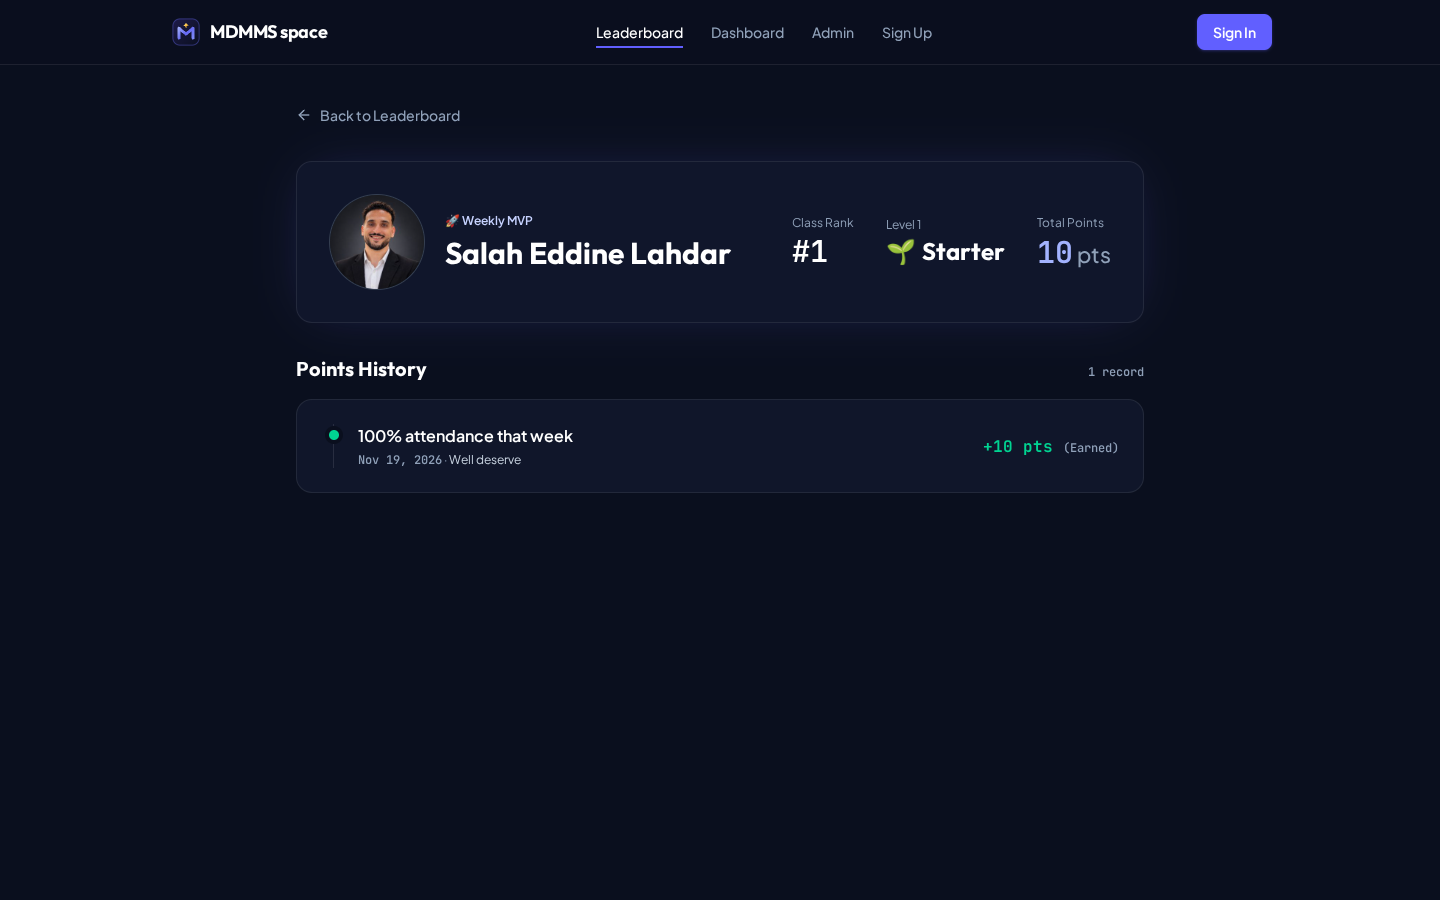 MDMMS space
Leaderboard Dashboard Admin Sign Up
Sign In
← Back to Leaderboard
🚀 Weekly MVP
Salah Eddine Lahdar
Class Rank
#1
Level 1
🌱 Starter
Total Points
10 pts
Points History
1 record
100% attendance that week
Nov 19, 2026 · Well deserve
+10 pts (Earned)